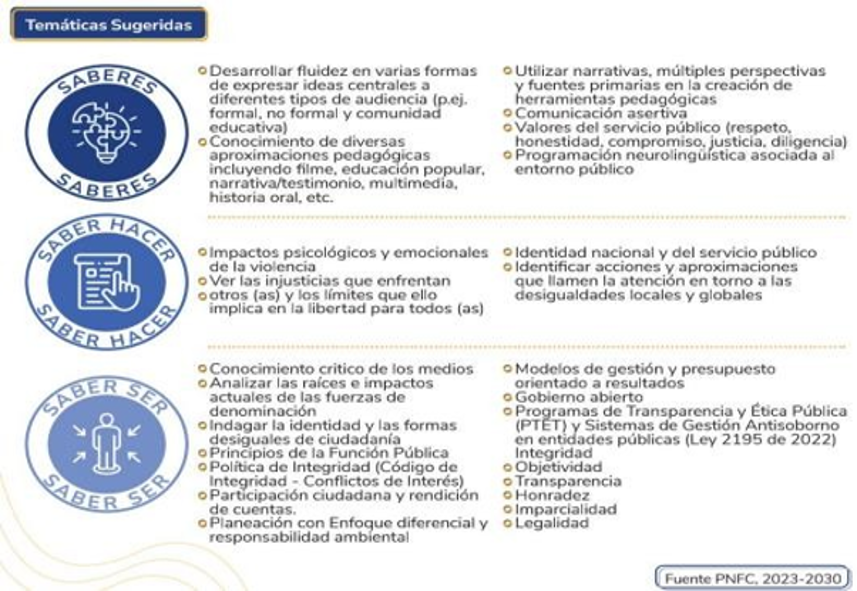 Temáticas Sugeridas
SABERES
SABERES
Desarrollar fluidez en varias formas
de expresar ideas centrales a
diferentes tipos de audiencia (p.ej.
formal, no formal y comunidad
educativa)
Conocimiento de diversas
aproximaciones pedagógicas
incluyendo filme, educación popular,
narrativa/testimonio, multimedia,
historia oral, etc.
Utilizar narrativas, múltiples perspectivas
y fuentes primarias en la creación de
herramientas pedagógicas
Comunicación asertiva
Valores del servicio público (respeto,
honestidad, compromiso, justicia, diligencia)
Programación neurolingüística asociada al
entorno público
SABER HACER
SABER HACER
Impactos psicológicos y emocionales
de la violencia
Ver las injusticias que enfrentan
otros (as) y los límites que ello
implica en la libertad para todos (as)
Identidad nacional y del servicio público
Identificar acciones y aproximaciones
que llamen la atención en torno a las
desigualdades locales y globales
SABER SER
SABER SER
Conocimiento critico de los medios
Analizar las raíces e impactos
actuales de las fuerzas de
denominación
Indagar la identidad y las formas
desiguales de ciudadanía
Principios de la Función Pública
Política de Integridad (Código de
Integridad - Conflictos de Interés)
Participación ciudadana y rendición
de cuentas.
Planeación con Enfoque diferencial y
responsabilidad ambiental
Modelos de gestión y presupuesto
orientado a resultados
Gobierno abierto
Programas de Transparencia y Ética Pública
(PTET) y Sistemas de Gestión Antisoborno
en entidades públicas (Ley 2195 de 2022)
Integridad
Objetividad
Transparencia
Honradez
Imparcialidad
Legalidad
Fuente PNFC, 2023-2030